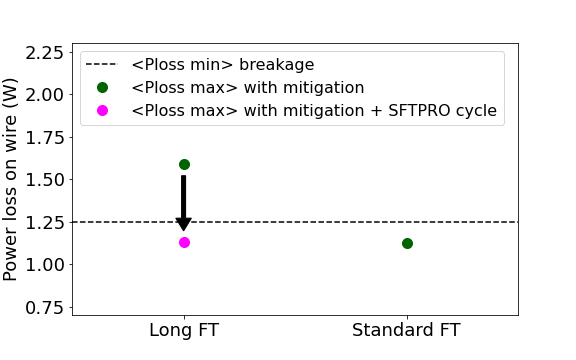 2.25
2.00
1.75
1.50
1.25
1.00
0.75
Power loss on wire (W)
<Ploss min> breakage
<Ploss max> with mitigation
<Ploss max> with mitigation + SFTPRO cycle
Long FT
Standard FT